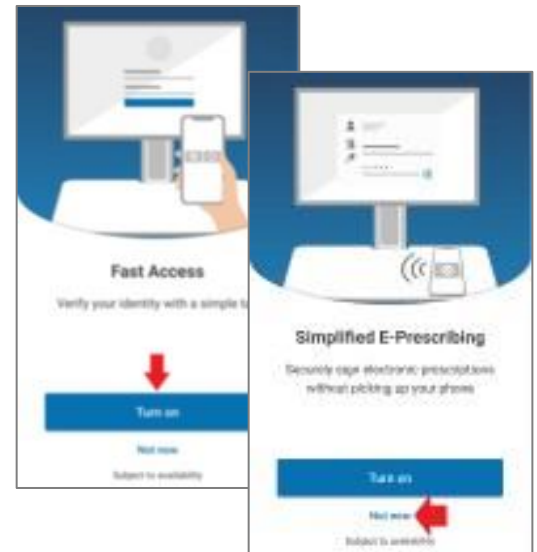 Fast Access
Verify your identity with a simple
Turn on
Not now
Subject to availability
Simplified E-Prescribing
Securely sign electronic prescriptions
without picking up your phone
Turn on
Not now
Subject to availability